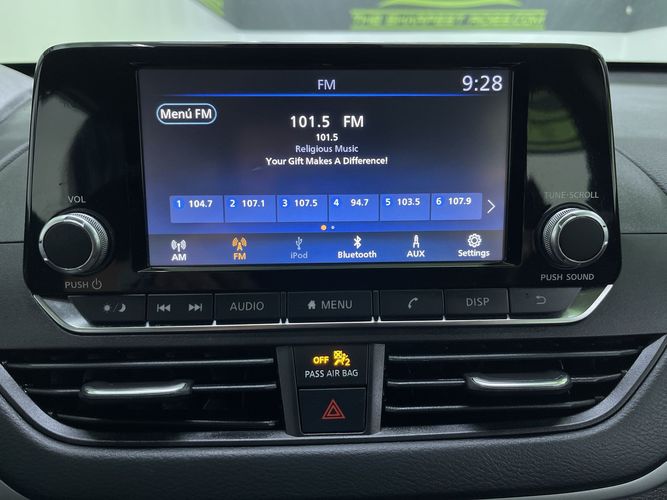 FM
9:28
Menú FM
101.5 FM
101.5
Religious Music
Your Gift Makes A Difference!
1 104.7
2 107.1
3 107.5
4 94.7
5 103.5
6 107.9
AM
FM
iPod
Bluetooth
AUX
Settings
VOL
PUSH
TUNE·SCROLL
PUSH SOUND
AUDIO
MENU
DISP
OFF 2
PASS AIR BAG